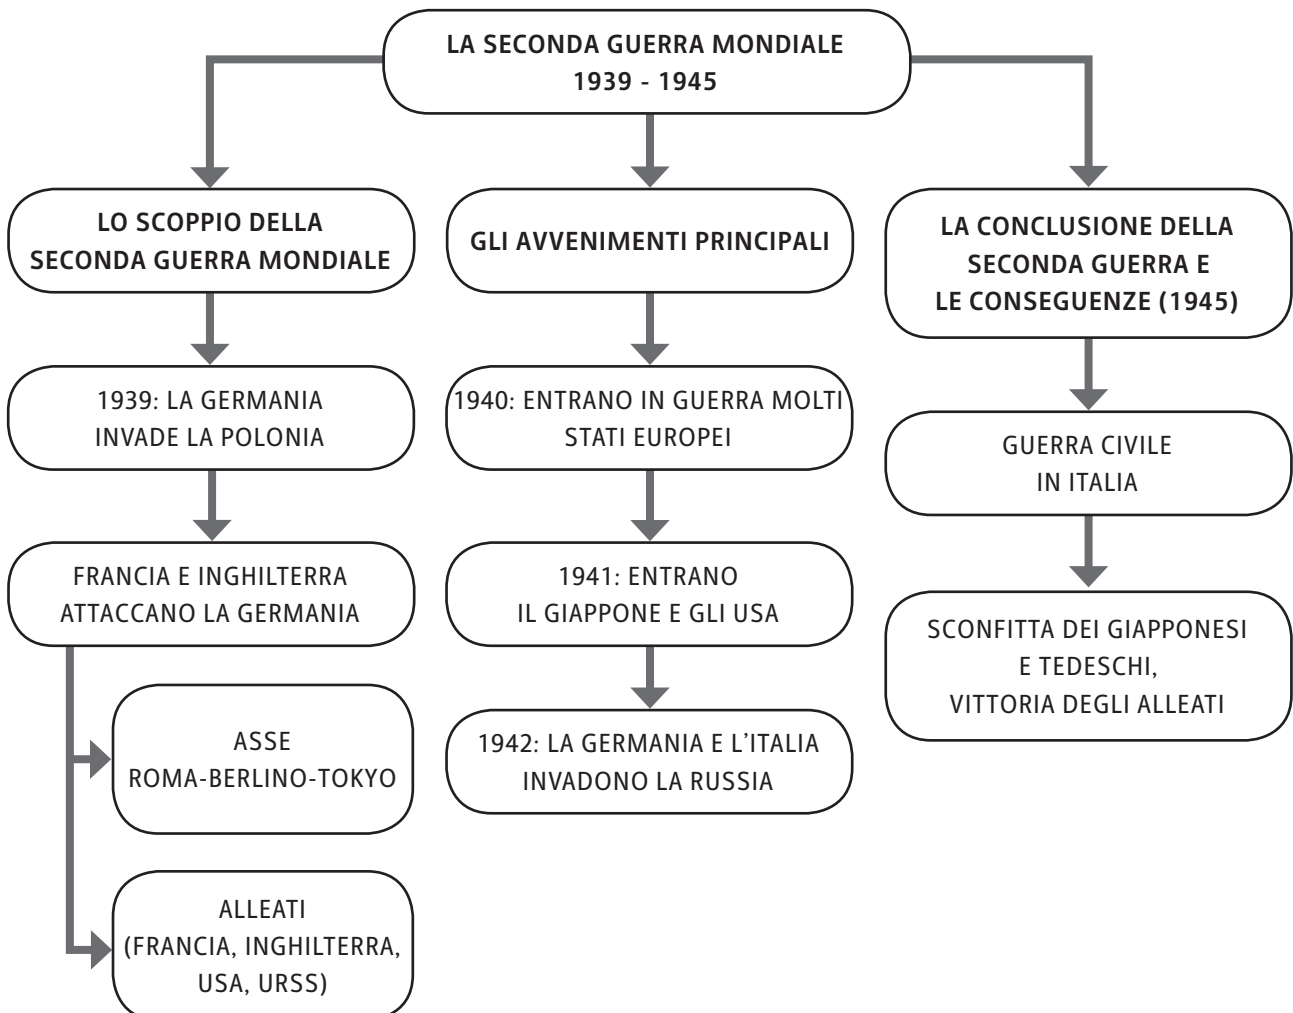 LA SECONDA GUERRA MONDIALE
1939 - 1945
LO SCOPPIO DELLA
SECONDA GUERRA MONDIALE
1939: LA GERMANIA
INVADE LA POLONIA
FRANCIA E INGHILTERRA
ATTACCANO LA GERMANIA
ASSE
ROMA-BERLINO-TOKYO
ALLEATI
(FRANCIA, INGHILTERRA,
USA, URSS)
GLI AVVENIMENTI PRINCIPALI
1940: ENTRANO IN GUERRA MOLTI
STATI EUROPEI
1941: ENTRANO
IL GIAPPONE E GLI USA
1942: LA GERMANIA E L'ITALIA
INVADONO LA RUSSIA
LA CONCLUSIONE DELLA
SECONDA GUERRA E
LE CONSEGUENZE (1945)
GUERRA CIVILE
IN ITALIA
SCONFITTA DEI GIAPPONESI
E TEDESCHI,
VITTORIA DEGLI ALLEATI